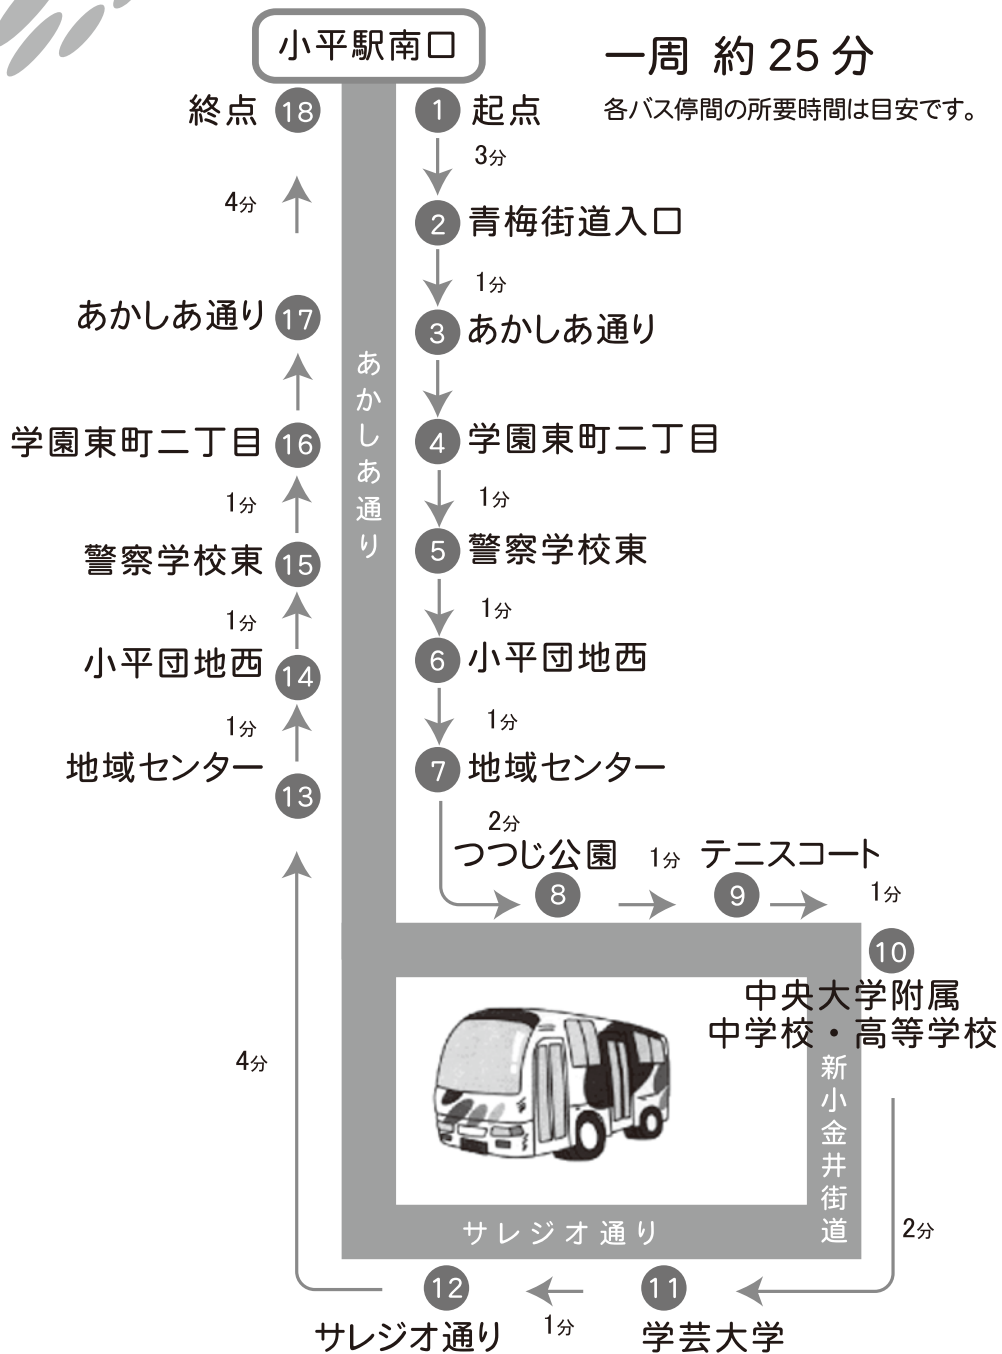 小平駅南口
一周 約25分
各バス停間の所要時間は目安です。
1 起点
3分
2 青梅街道入口
1分
3 あかしあ通り
4 学園東町二丁目
1分
5 警察学校東
1分
6 小平団地西
1分
7 地域センター
2分
つつじ公園
8
1分
テニスコート
9
1分
10
中央大学附属
中学校・高等学校
2分
11
学芸大学
1分
12
サレジオ通り
4分
地域センター 13
1分
小平団地西 14
1分
警察学校東 15
1分
学園東町二丁目 16
あかしあ通り 17
4分
終点 18
あかしあ通り
新小金井街道
サレジオ通り